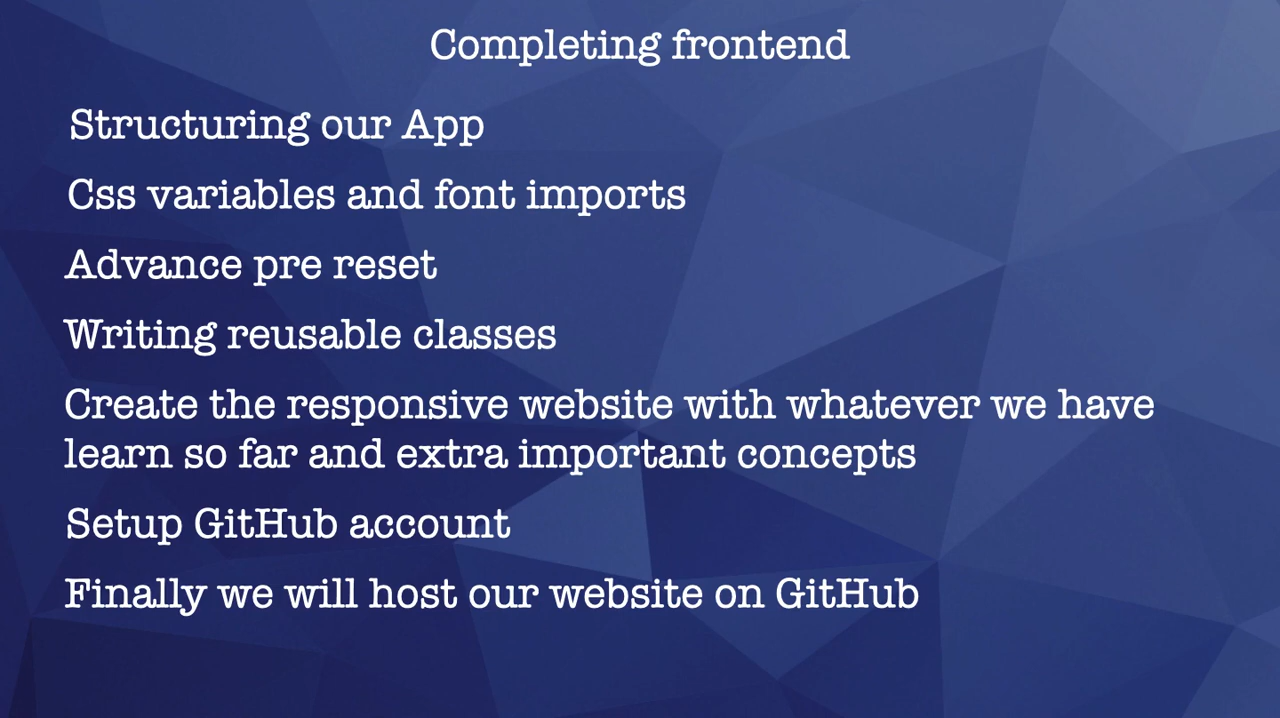 Completing frontend
Structuring our App
Css variables and font imports
Advance pre reset
Writing reusable classes
Create the responsive website with whatever we have
learn so far and extra important concepts
Setup GitHub account
Finally we will host our website on GitHub